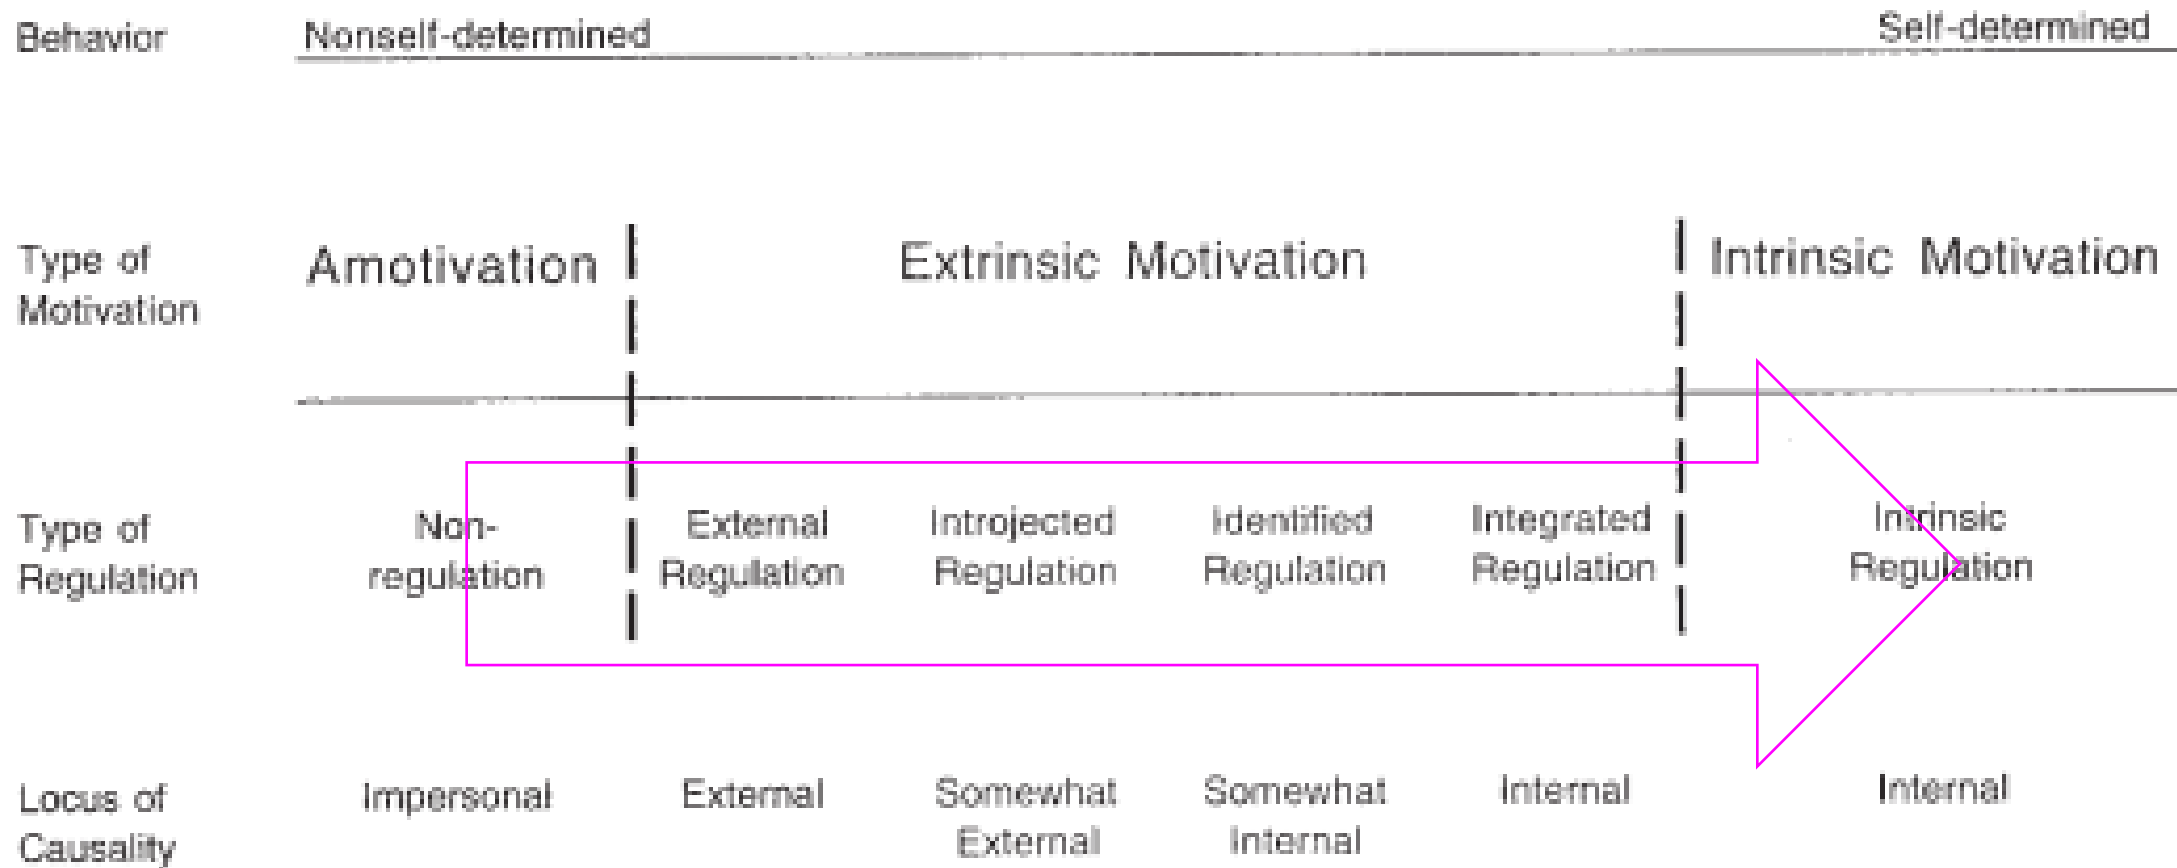 Behavior Nonself-determined Self-determined
Type of Motivation Amotivation Extrinsic Motivation Intrinsic Motivation
Type of Regulation Non-regulation External Regulation Introjected Regulation Identified Regulation Integrated Regulation Intrinsic Regulation
Locus of Causality Impersonal External Somewhat External Somewhat Internal Internal Internal